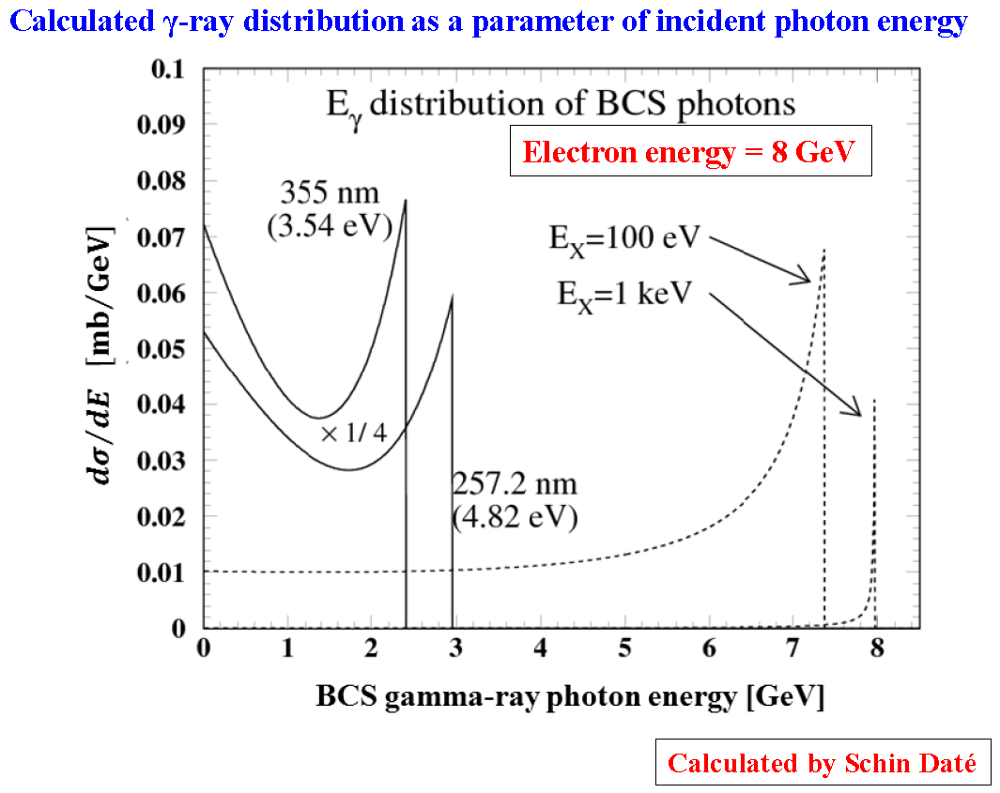 Calculated γ-ray distribution as a parameter of incident photon energy
0.1
0.09
0.08
0.07
0.06
0.05
0.04
0.03
0.02
0.01
0
dσ/dE [mb/GeV]
Eγ distribution of BCS photons
Electron energy = 8 GeV
355 nm
(3.54 eV)
EX=100 eV
EX=1 keV
× 1/4
257.2 nm
(4.82 eV)
0 1 2 3 4 5 6 7 8
BCS gamma-ray photon energy [GeV]
Calculated by Schin Daté